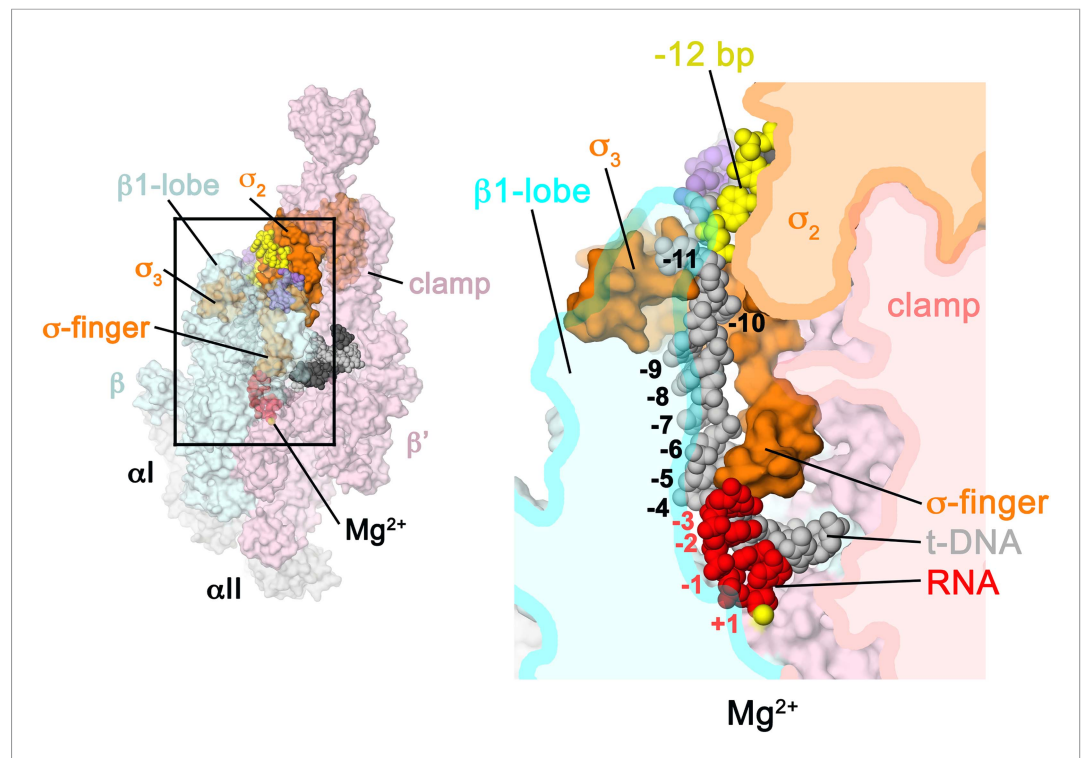 β1-lobe
σ2
σ3
clamp
σ-finger
β
β'
αI
Mg2+
αII
-12 bp
σ3
β1-lobe
σ2
-11
clamp
-10
-9
-8
-7
-6
-5
-4
σ-finger
-3
t-DNA
-2
RNA
-1
+1
Mg2+